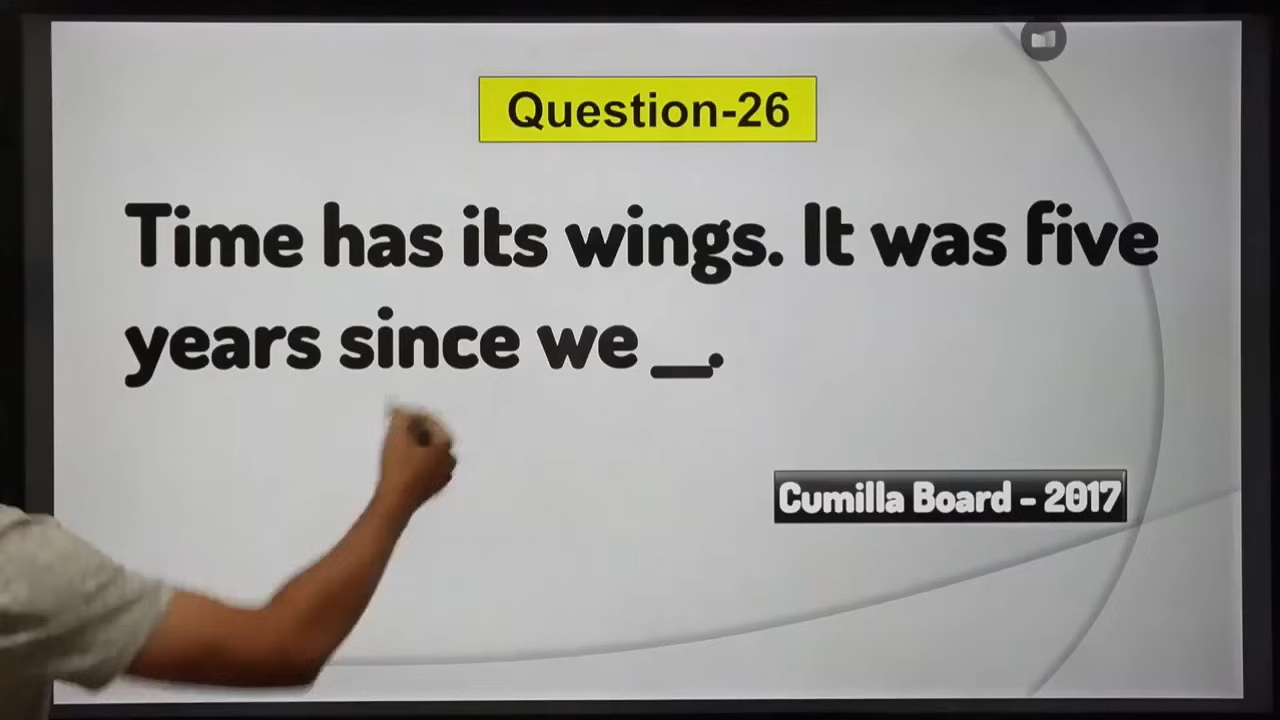 Question-26
Time has its wings. It was five
years since we __.
Cumilla Board - 2017